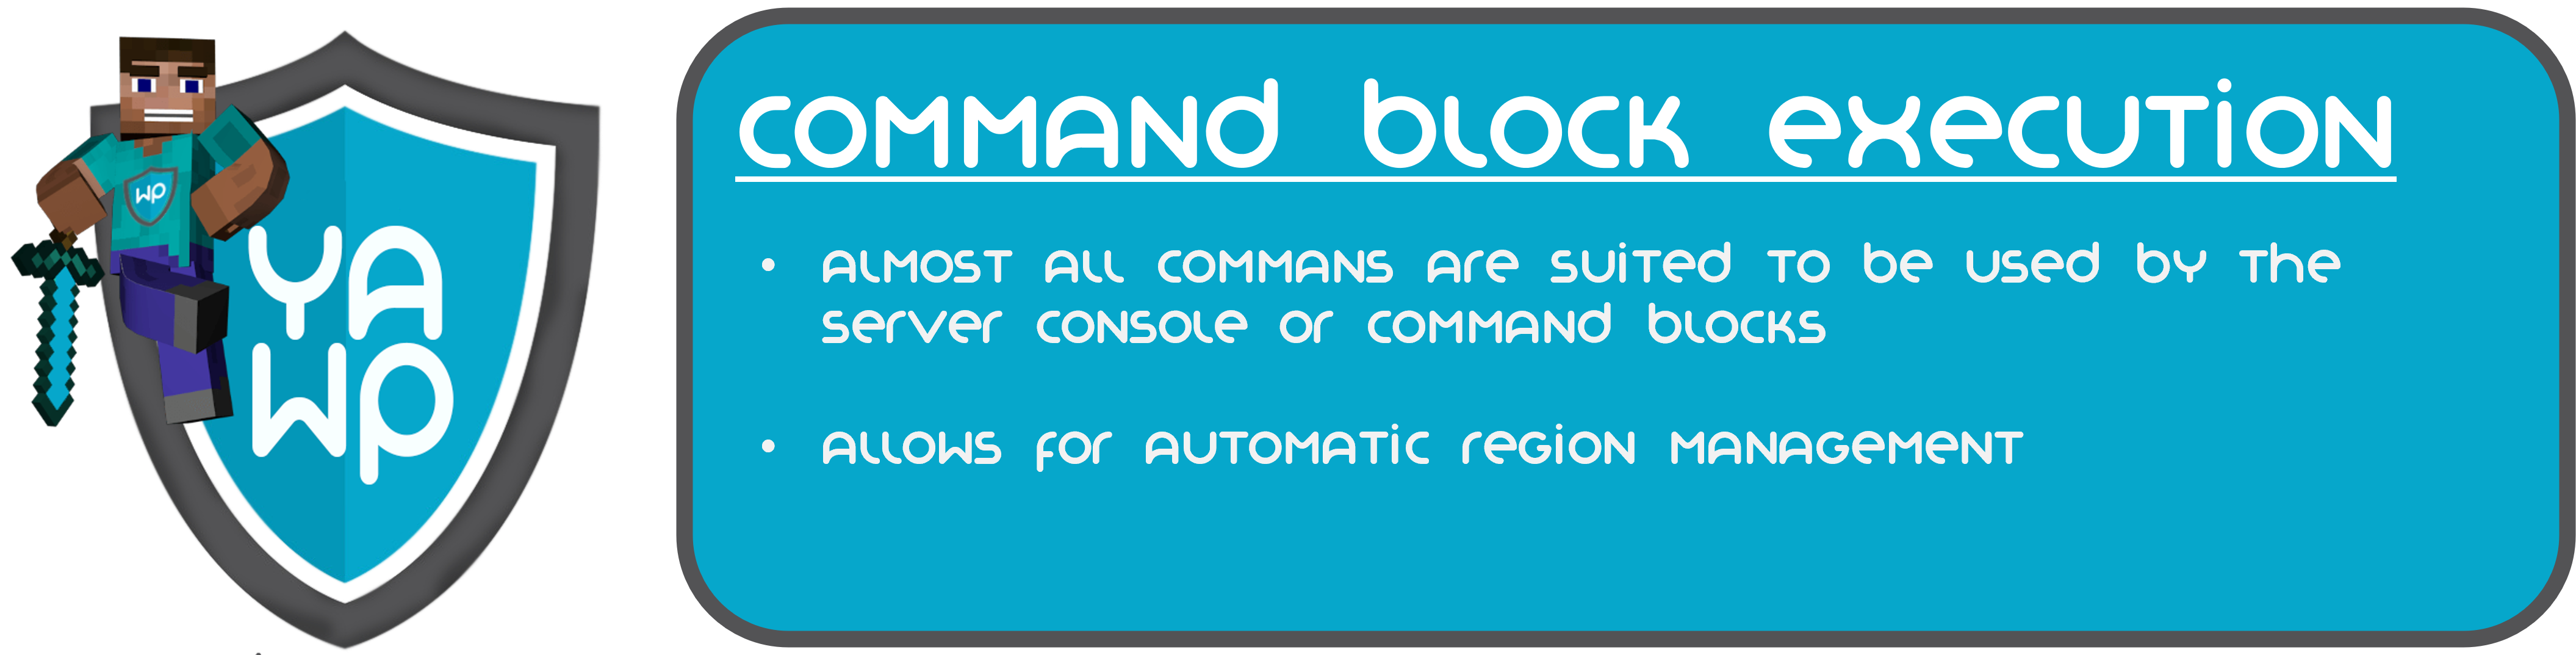 wp
YA
wp
command block execution
• Almost all commans are suited to be used by the
server console or command blocks
• Allows for automatic region management